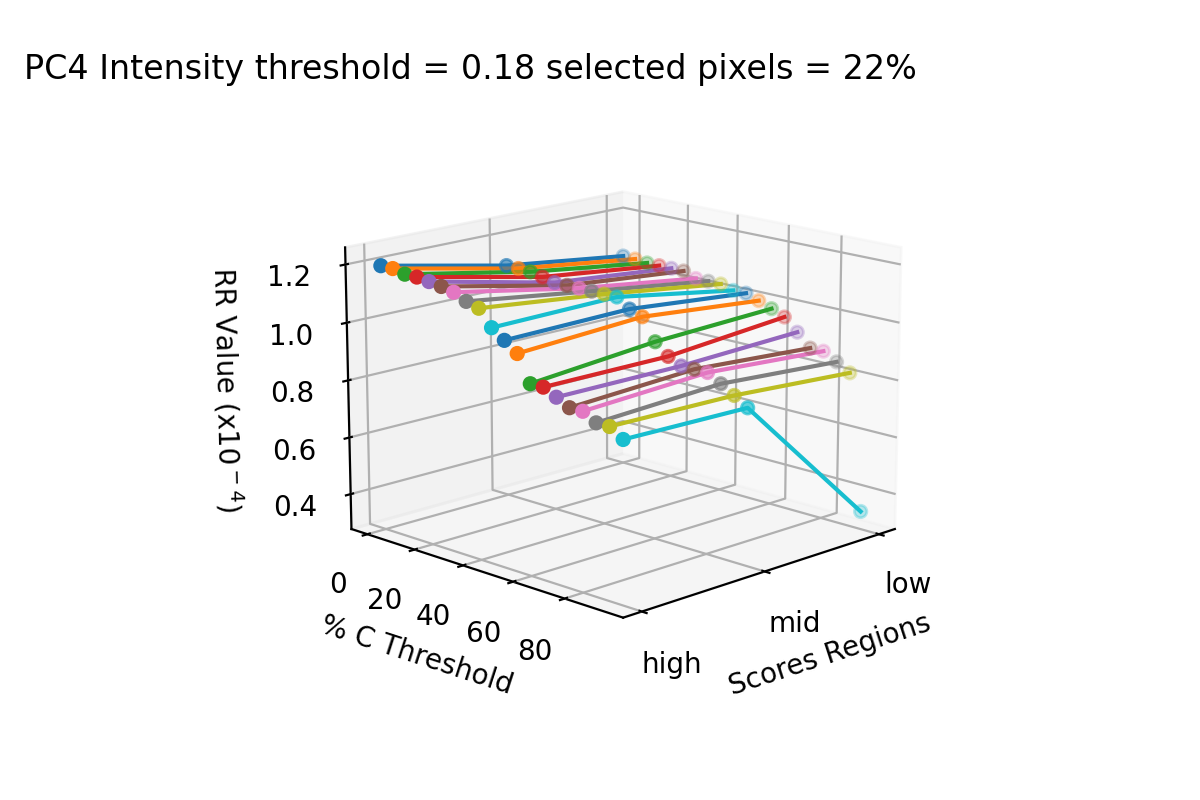 PC4 Intensity threshold = 0.18 selected pixels = 22%
1.2
1.0
0.8
0.6
0.4
RR Value (x10⁻⁴)
0
20
40
60
80
% C Threshold
high
mid
low
Scores Regions